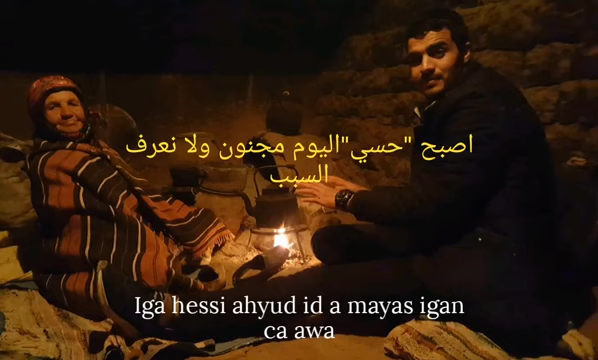 اصبح "حسي"اليوم مجنون ولا نعرف
السبب
Iga hessi ahyud id a mayas igan
ca awa